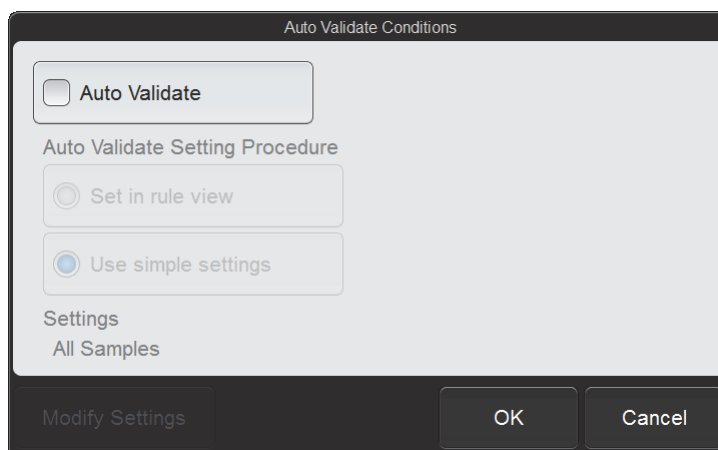 Auto Validate Conditions
Auto Validate
Auto Validate Setting Procedure
Set in rule view
Use simple settings
Settings
All Samples
Modify Settings
OK
Cancel